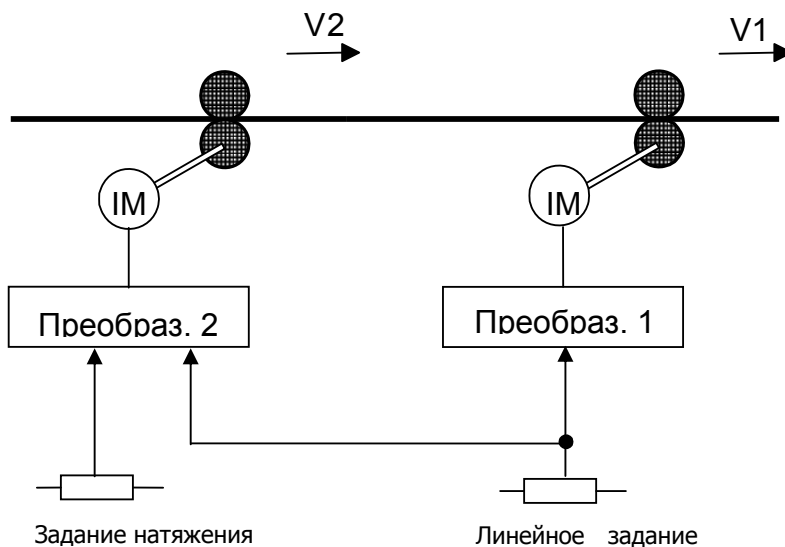 V2
V1
IM
IM
Преобраз. 2
Преобраз. 1
Задание натяжения
Линейное задание